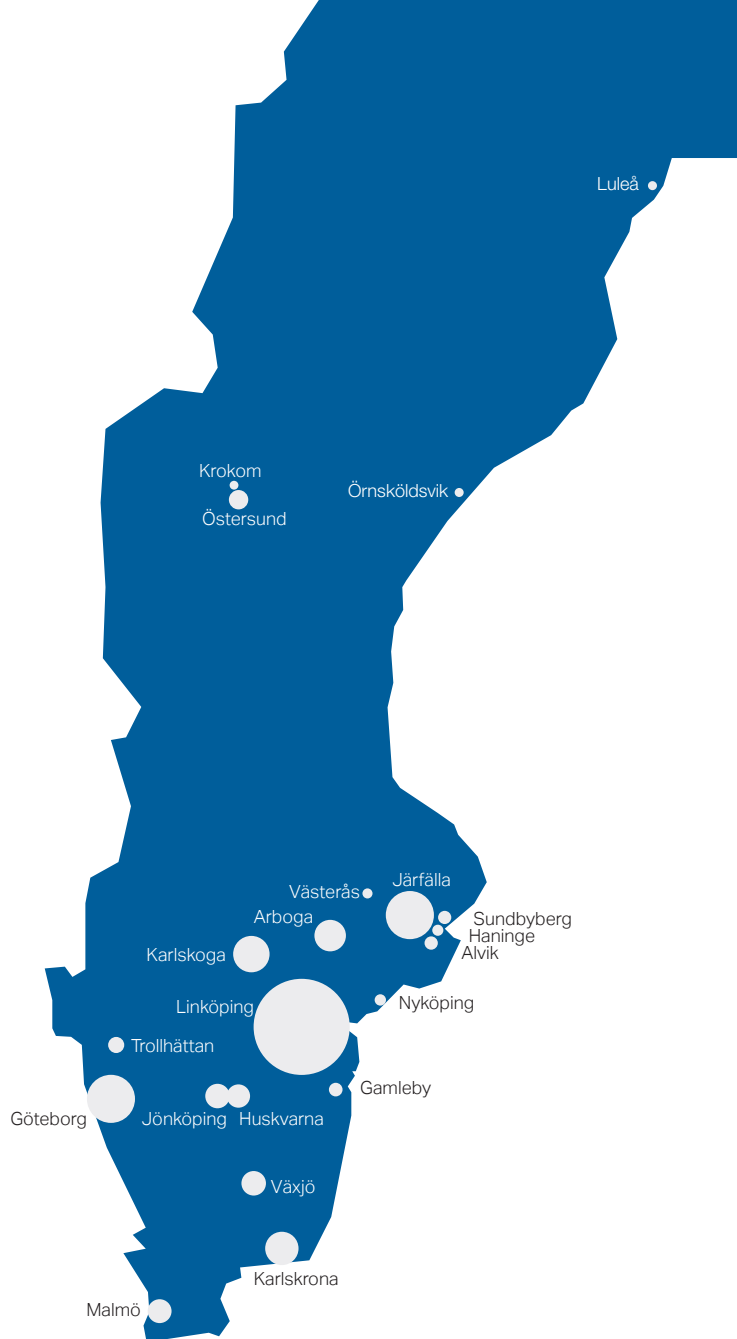 Luleå
Krokom
Örnsköldsvik
Östersund
Järfälla
Västerås
Arboga
Sundbyberg
Haninge
Alvik
Karlskoga
Linköping
Nyköping
Trollhättan
Gamleby
Göteborg
Jönköping
Huskvarna
Växjö
Karlskrona
Malmö